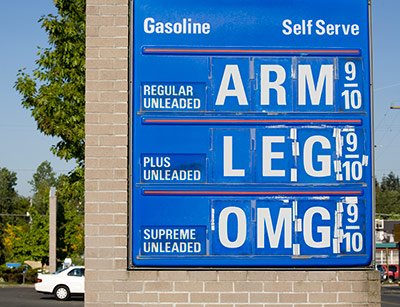 Gasoline Self Serve
REGULAR UNLEADED ARM 9/10
PLUS UNLEADED LEG 9/10
SUPREME UNLEADED OMG 9/10